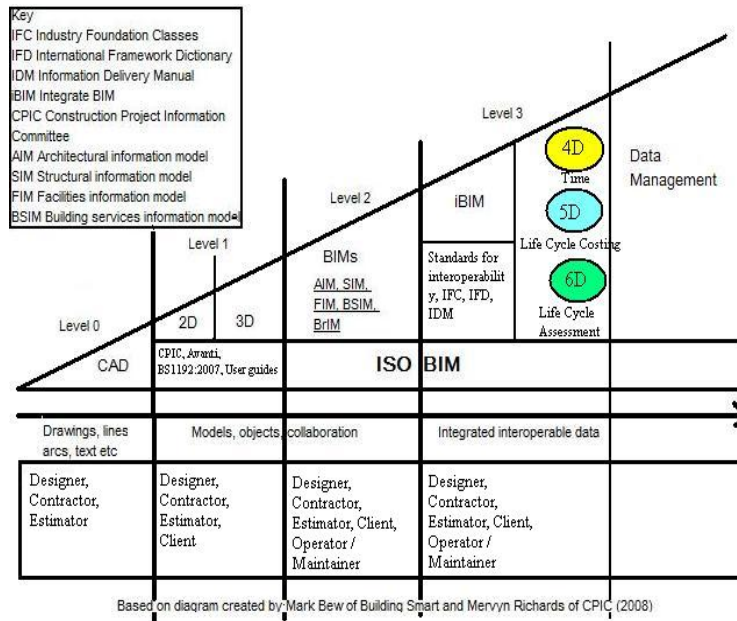 Key
IFC Industry Foundation Classes
IFD International Framework Dictionary
IDM Information Delivery Manual
iBIM Integrate BIM
CPIC Construction Project Information
Committee
AIM Architectural information model
SIM Structural information model
FIM Facilities information model
BSIM Building services information model
Level 0
Level 1
Level 2
Level 3
CAD
2D
3D
BIMs
AIM, SIM,
FIM, BSIM,
BrIM
iBIM
Standards for
interoperabilit
y, IFC, IFD,
IDM
4D
Time
5D
Life Cycle Costing
6D
Life Cycle
Assessment
Data
Management
CPIC, Avanti,
BS1192:2007, User guides
ISO BIM
Drawings, lines
arcs, text etc
Models, objects, collaboration
Integrated interoperable data
Designer,
Contractor,
Estimator
Designer,
Contractor,
Estimator,
Client
Designer,
Contractor,
Estimator, Client,
Operator /
Maintainer
Designer,
Contractor,
Estimator, Client,
Operator /
Maintainer
Based on diagram created by Mark Bew of Building Smart and Mervyn Richards of CPIC (2008)